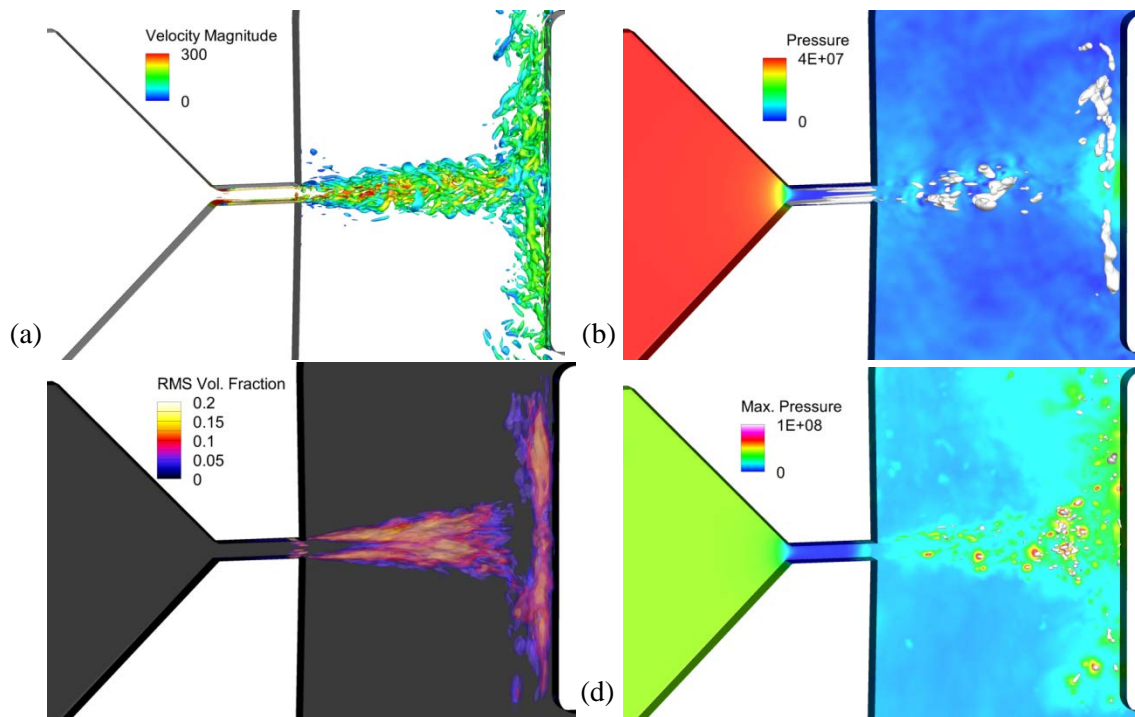 Velocity Magnitude
300
0
(a)
Pressure
4E+07
0
(b)
RMS Vol. Fraction
0.2
0.15
0.1
0.05
0
Max. Pressure
1E+08
0
(d)